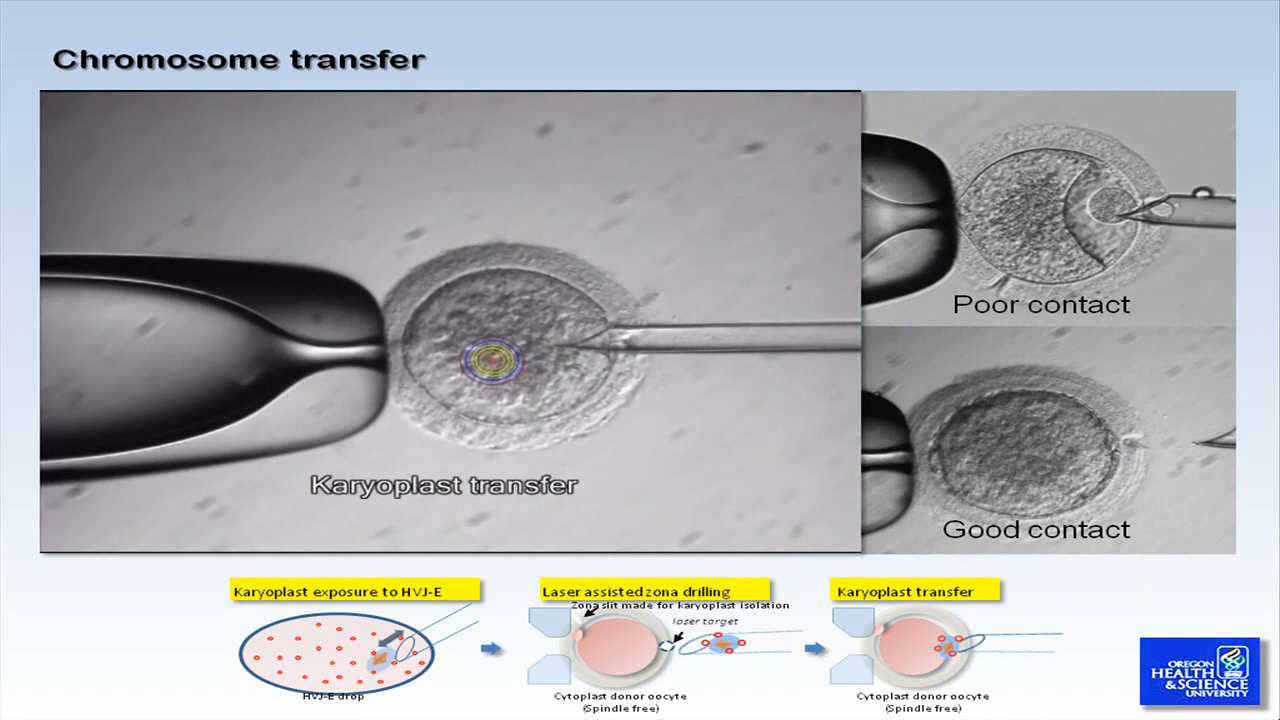 Chromosome transfer
Karyoplast transfer
Poor contact
Good contact
Karyoplast exposure to HVJ-E
HVJ-E drop
Laser assisted zona drilling
Zona slit made for karyoplast isolation
laser target
Cytoplast donor oocyte
(Spindle free)
Karyoplast transfer
Cytoplast donor oocyte
(Spindle free)
OREGON
HEALTH
&SCIENCE
UNIVERSITY